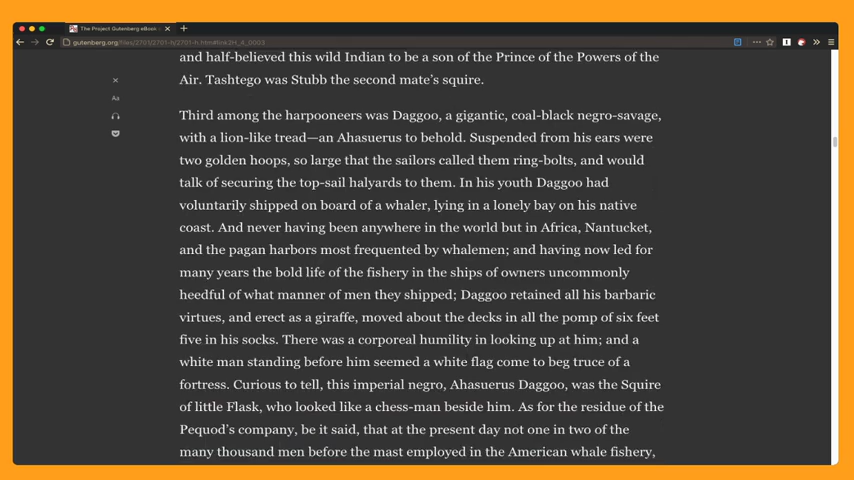 The Project Gutenberg eBook
gutenberg.org/files/2701/2701-h/2701-h.htm#link2H_4_0003
and half-believed this wild Indian to be a son of the Prince of the Powers of the
Air. Tashtego was Stubb the second mate's squire.
Aa
Third among the harpooneers was Daggoo, a gigantic, coal-black negro-savage,
with a lion-like tread—an Ahasuerus to behold. Suspended from his ears were
two golden hoops, so large that the sailors called them ring-bolts, and would
talk of securing the top-sail halyards to them. In his youth Daggoo had
voluntarily shipped on board of a whaler, lying in a lonely bay on his native
coast. And never having been anywhere in the world but in Africa, Nantucket,
and the pagan harbors most frequented by whalemen; and having now led for
many years the bold life of the fishery in the ships of owners uncommonly
heedful of what manner of men they shipped; Daggoo retained all his barbaric
virtues, and erect as a giraffe, moved about the decks in all the pomp of six feet
five in his socks. There was a corporeal humility in looking up at him; and a
white man standing before him seemed a white flag come to beg truce of a
fortress. Curious to tell, this imperial negro, Ahasuerus Daggoo, was the Squire
of little Flask, who looked like a chess-man beside him. As for the residue of the
Pequod's company, be it said, that at the present day not one in two of the
many thousand men before the mast employed in the American whale fishery,